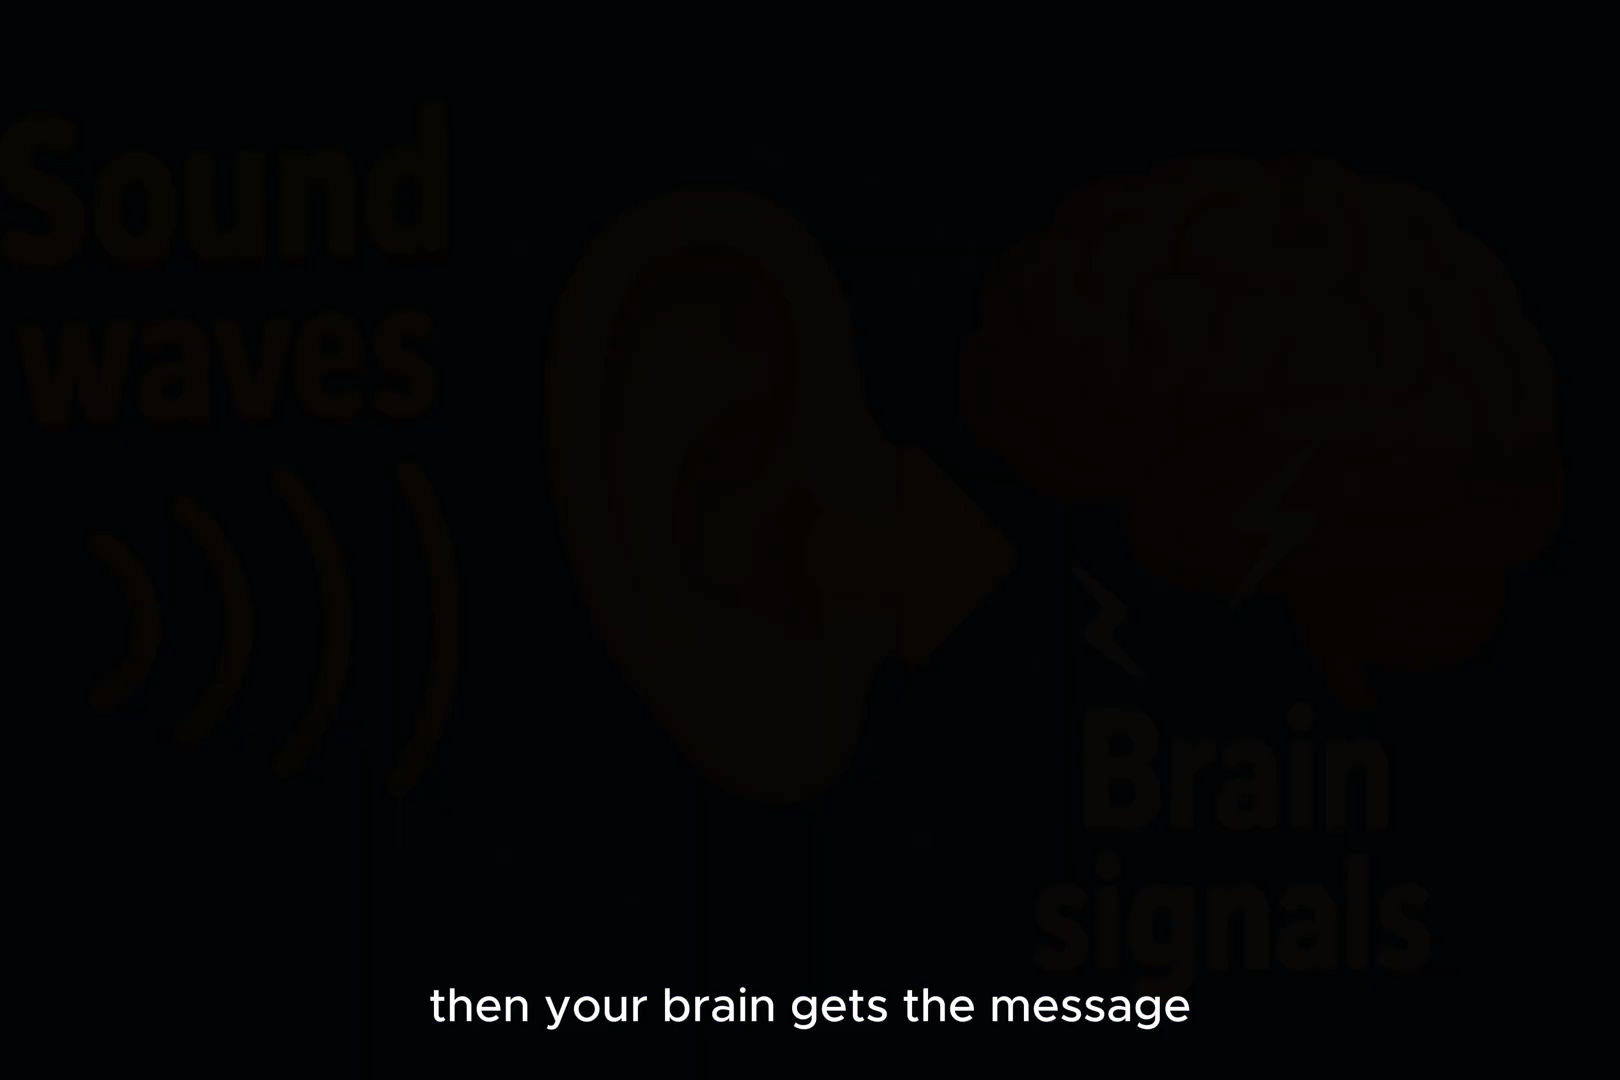 Sound
waves
Brain
signals
then your brain gets the message